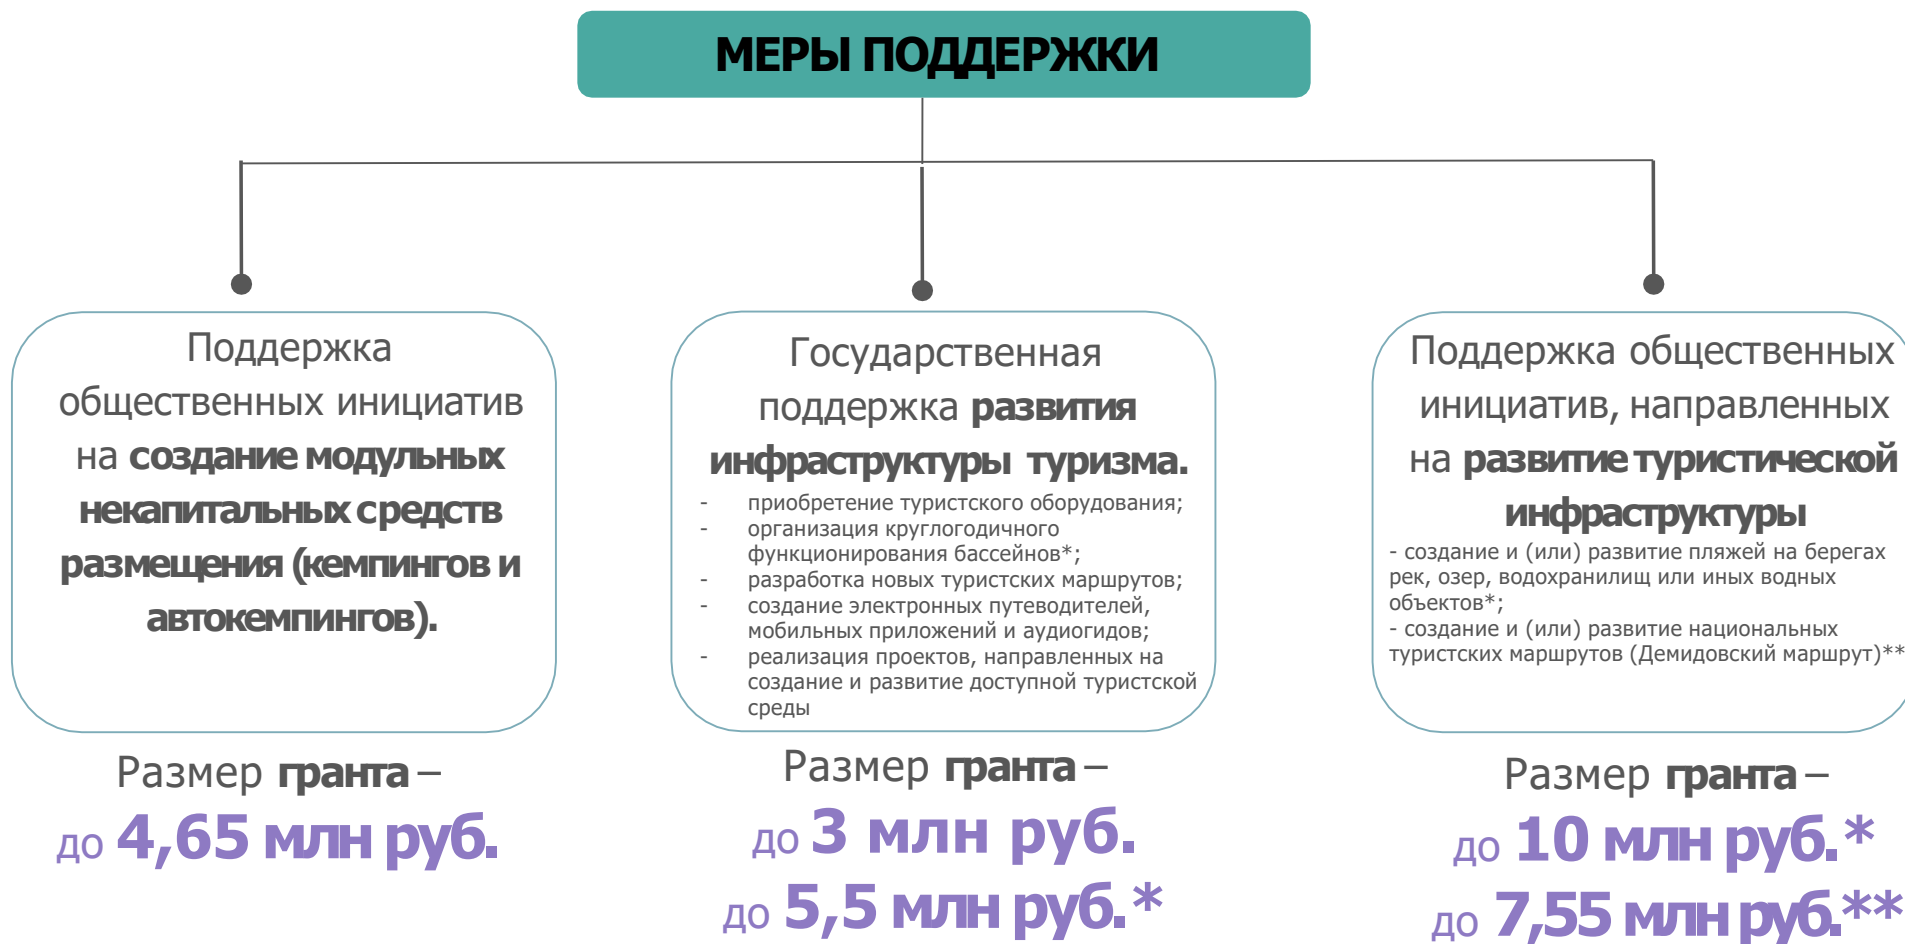 МЕРЫ ПОДДЕРЖКИ
Поддержка
общественных инициатив
на создание модульных
некапитальных средств
размещения (кемпингов и
автокемпингов).
Размер гранта –
до 4,65 млн руб.
Государственная
поддержка развития
инфраструктуры туризма.
- приобретение туристского оборудования;
- организация круглогодичного
функционирования бассейнов*;
- разработка новых туристских маршрутов;
- создание электронных путеводителей,
мобильных приложений и аудиогидов;
- реализация проектов, направленных на
создание и развитие доступной туристской
среды
Размер гранта –
до 3 млн руб.
до 5,5 млн руб.*
Поддержка общественных
инициатив, направленных
на развитие туристической
инфраструктуры
- создание и (или) развитие пляжей на берегах
рек, озер, водохранилищ или иных водных
объектов*;
- создание и (или) развитие национальных
туристских маршрутов (Демидовский маршрут)**
Размер гранта –
до 10 млн руб.*
до 7,55 млн руб.**